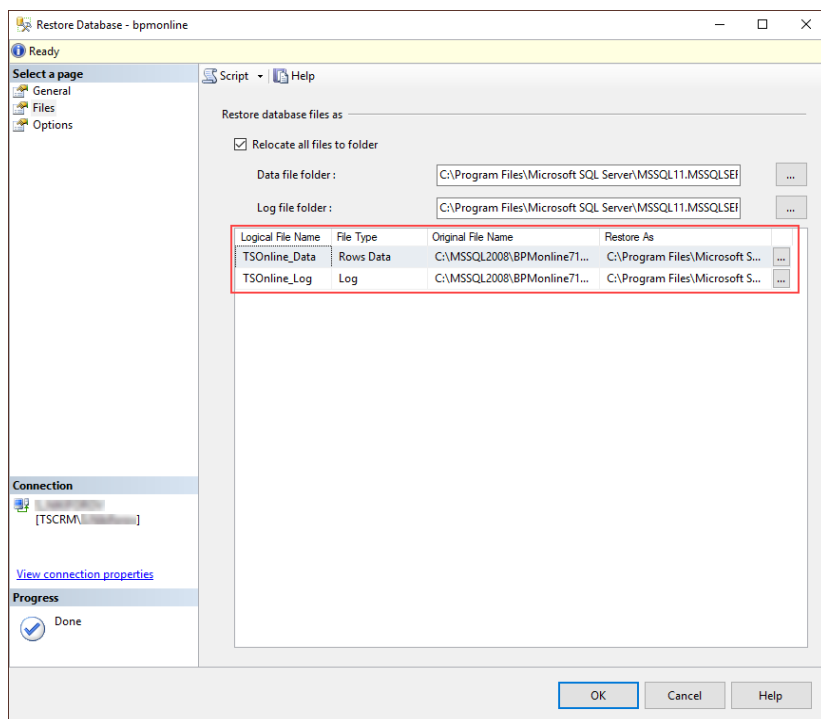 Restore Database - bpmonline
Ready
Select a page
General
Files
Options
Script
Help
Restore database files as
Relocate all files to folder
Data file folder :
C:\Program Files\Microsoft SQL Server\MSSQL11.MSSQLSEF
...
Log file folder :
C:\Program Files\Microsoft SQL Server\MSSQL11.MSSQLSEF
...
Logical File Name File Type Original File Name Restore As
TSOnline_Data Rows Data C:\MSSQL2008\BPMonline71... C:\Program Files\Microsoft S... ...
TSOnline_Log Log C:\MSSQL2008\BPMonline71... C:\Program Files\Microsoft S... ...
Connection
[TSCRM\ ]
View connection properties
Progress
Done
OK Cancel Help